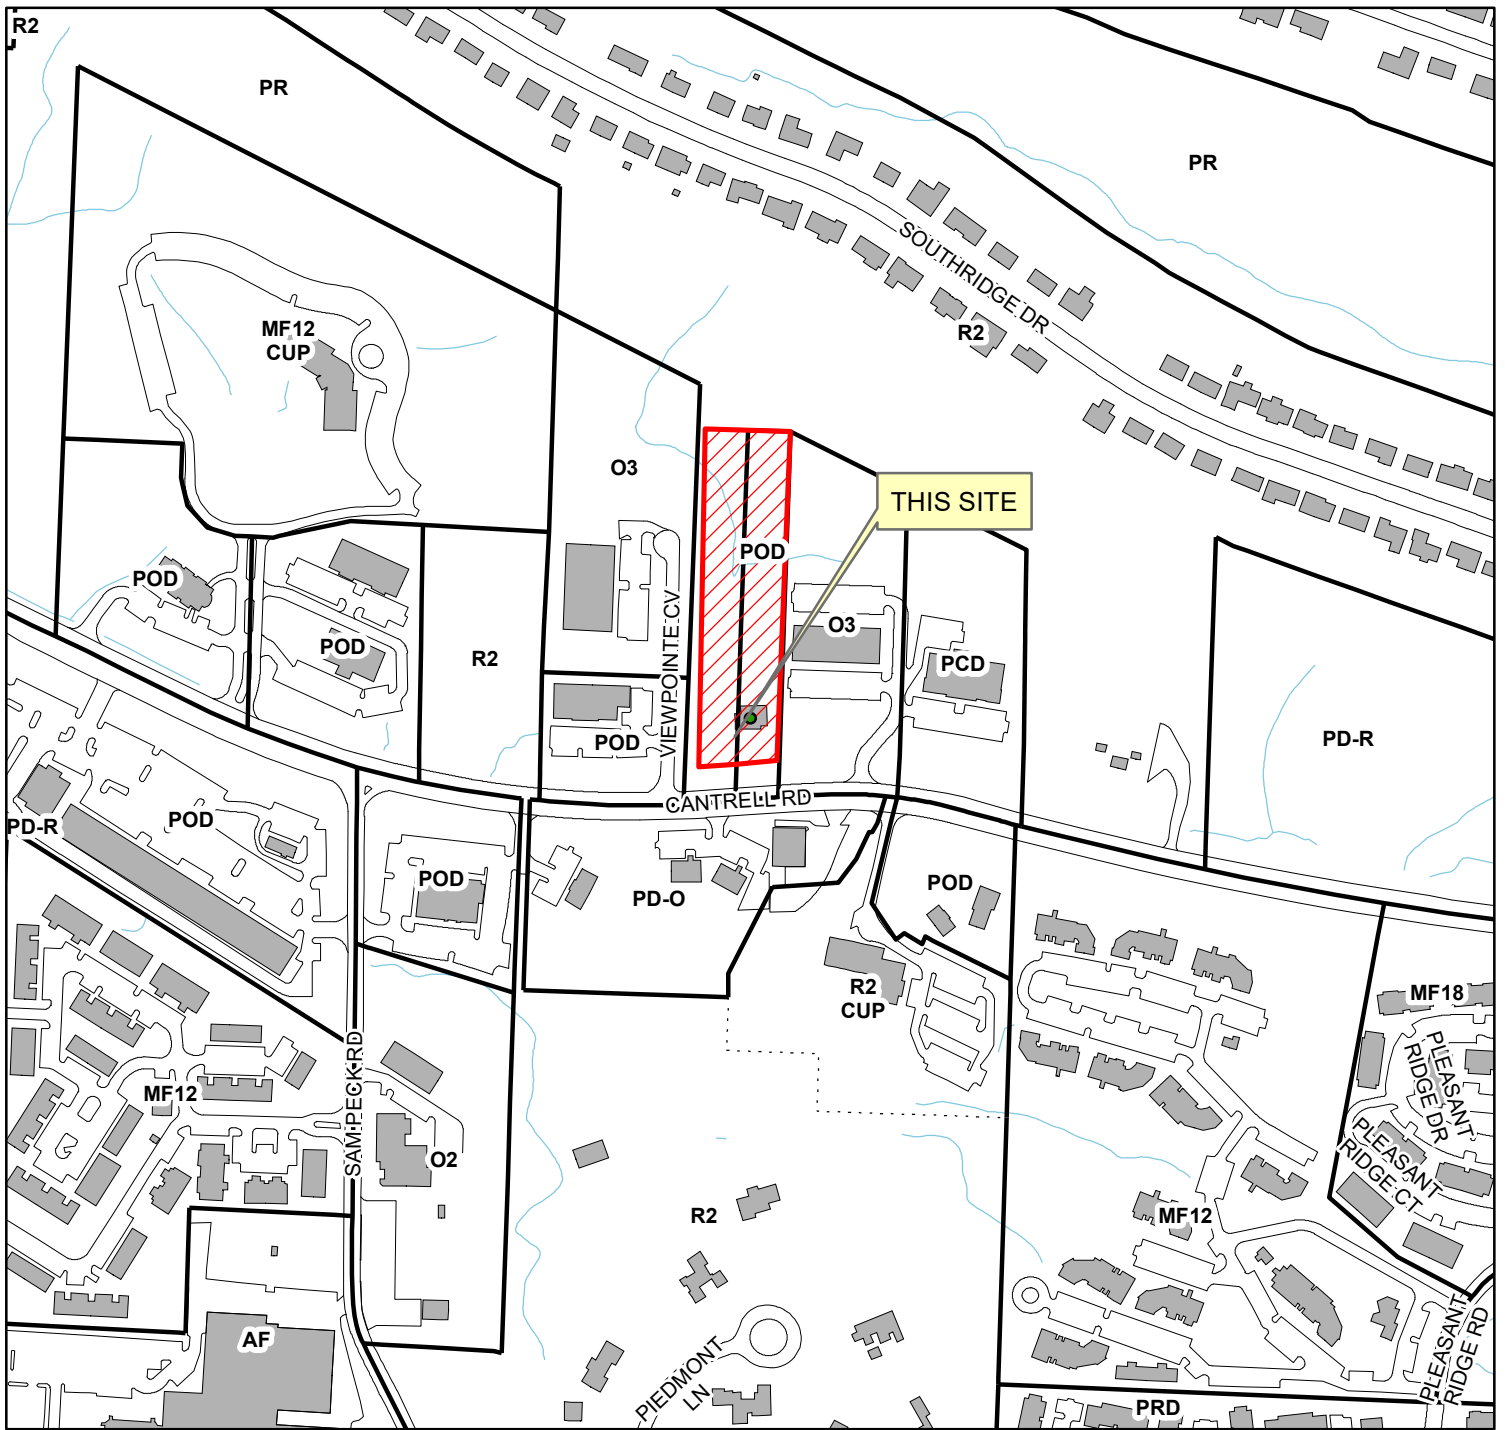 R2
PR
PR
SOUTHRIDGE DR
R2
MF12
CUP
O3
THIS SITE
POD
POD
POD
R2
VIEWPOINTE CV
O3
PCD
POD
PD-R
CANTRELL RD
PD-R
POD
POD
PD-O
POD
R2
CUP
MF18
PLEASANT
RIDGE DR
PLEASANT
RIDGE CT
SAM PECK RD
MF12
O2
R2
MF12
AF
PIEDMONT
LN
PLEASANT
RIDGE RD
PRD